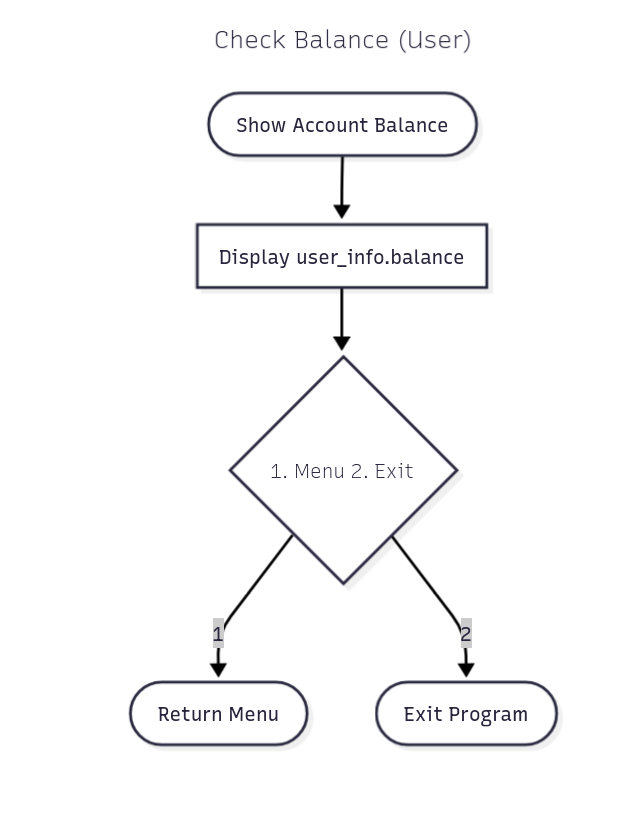 Check Balance (User)
Show Account Balance
Display user_info.balance
1. Menu 2. Exit
1
2
Return Menu
Exit Program